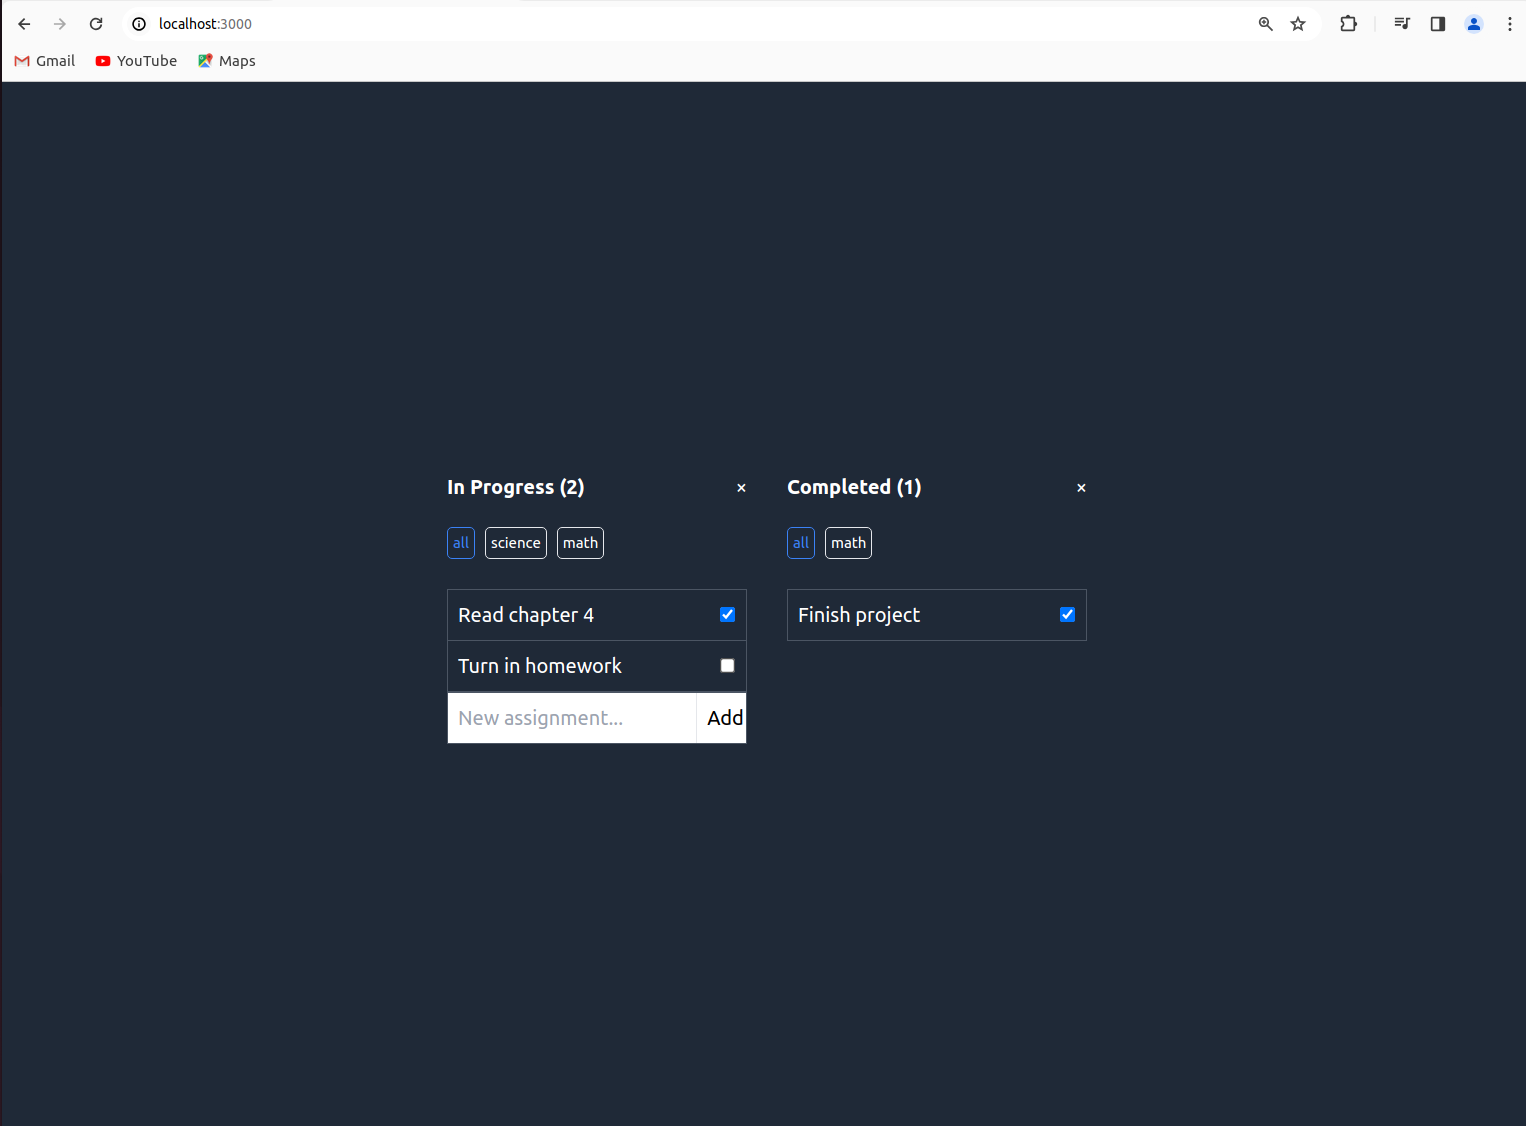 localhost:3000
Gmail YouTube Maps
In Progress (2) ×
all science math
Read chapter 4
Turn in homework
New assignment... Add
Completed (1) ×
all math
Finish project